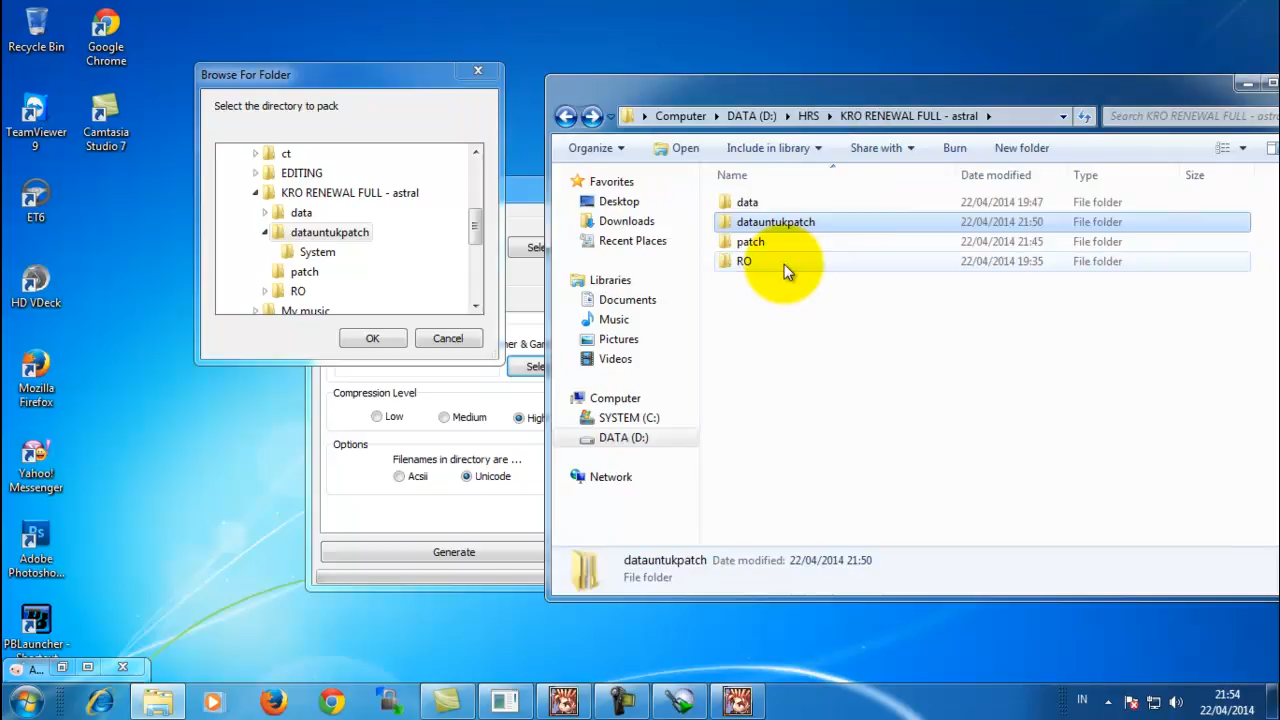 Recycle Bin
Google
Chrome
TeamViewer
9
Camtasia
Studio 7
ET6
HD VDeck
Mozilla
Firefox
Yahoo!
Messenger
Adobe
Photosho...
PBLauncher -
Browse For Folder
Select the directory to pack
ct
EDITING
KRO RENEWAL FULL - astral
data
datauntukpatch
System
patch
RO
My music
OK
Cancel
Compression Level
Low
Medium
High
Options
Filenames in directory are ...
Acsii
Unicode
Generate
Computer
DATA (D:)
HRS
KRO RENEWAL FULL - astral
Search KRO RENEWAL FULL - astra
Organize
Open
Include in library
Share with
Burn
New folder
Favorites
Desktop
Downloads
Recent Places
Libraries
Documents
Music
Pictures
Videos
Computer
SYSTEM (C:)
DATA (D:)
Network
Name
Date modified
Type
Size
data
22/04/2014 19:47
File folder
datauntukpatch
22/04/2014 21:50
File folder
patch
22/04/2014 21:45
File folder
RO
22/04/2014 19:35
File folder
datauntukpatch Date modified: 22/04/2014 21:50
File folder
A...
IN
21:54
22/04/2014